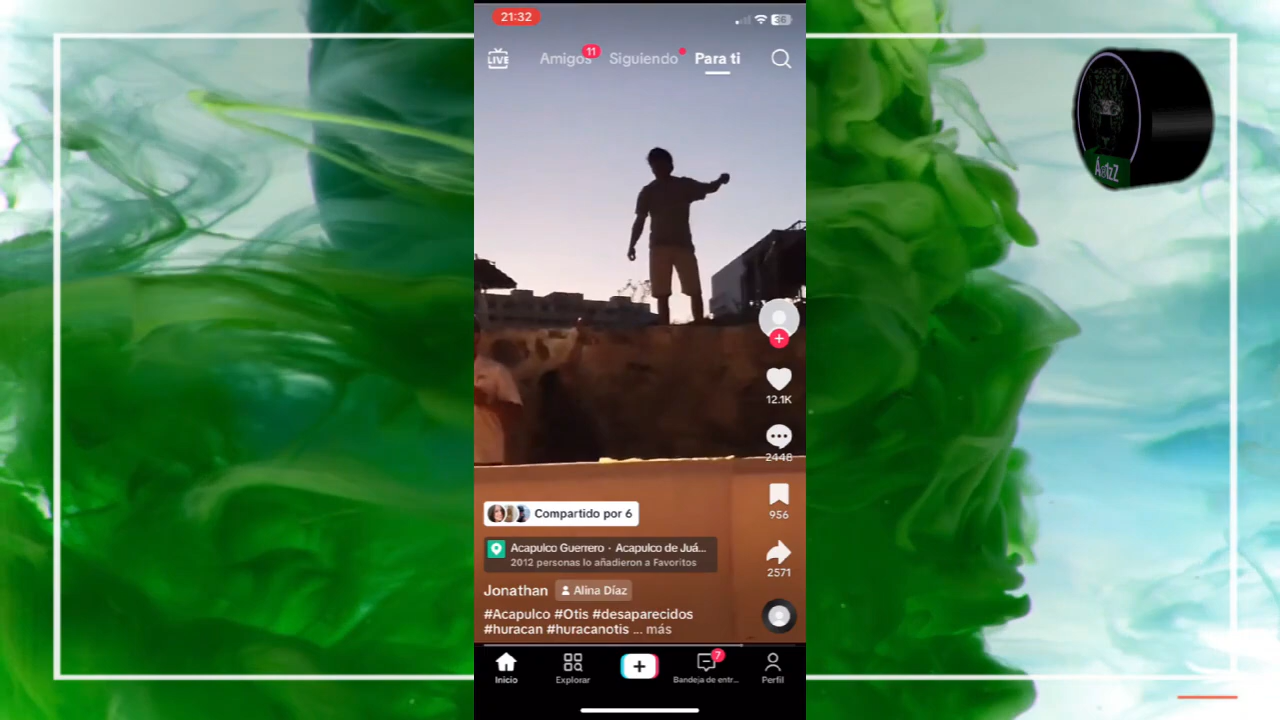 21:32
38
LIVE
Amigos 11 Siguiendo Para ti
12.1K
2448
956
2571
Compartido por 6
Acapulco Guerrero · Acapulco de Juá...
2012 personas lo añadieron a Favoritos
Jonathan Alina Díaz
#Acapulco #Otis #desaparecidos
#huracan #huracanotis ... más
7
Inicio Explorar Bandeja de entr... Perfil